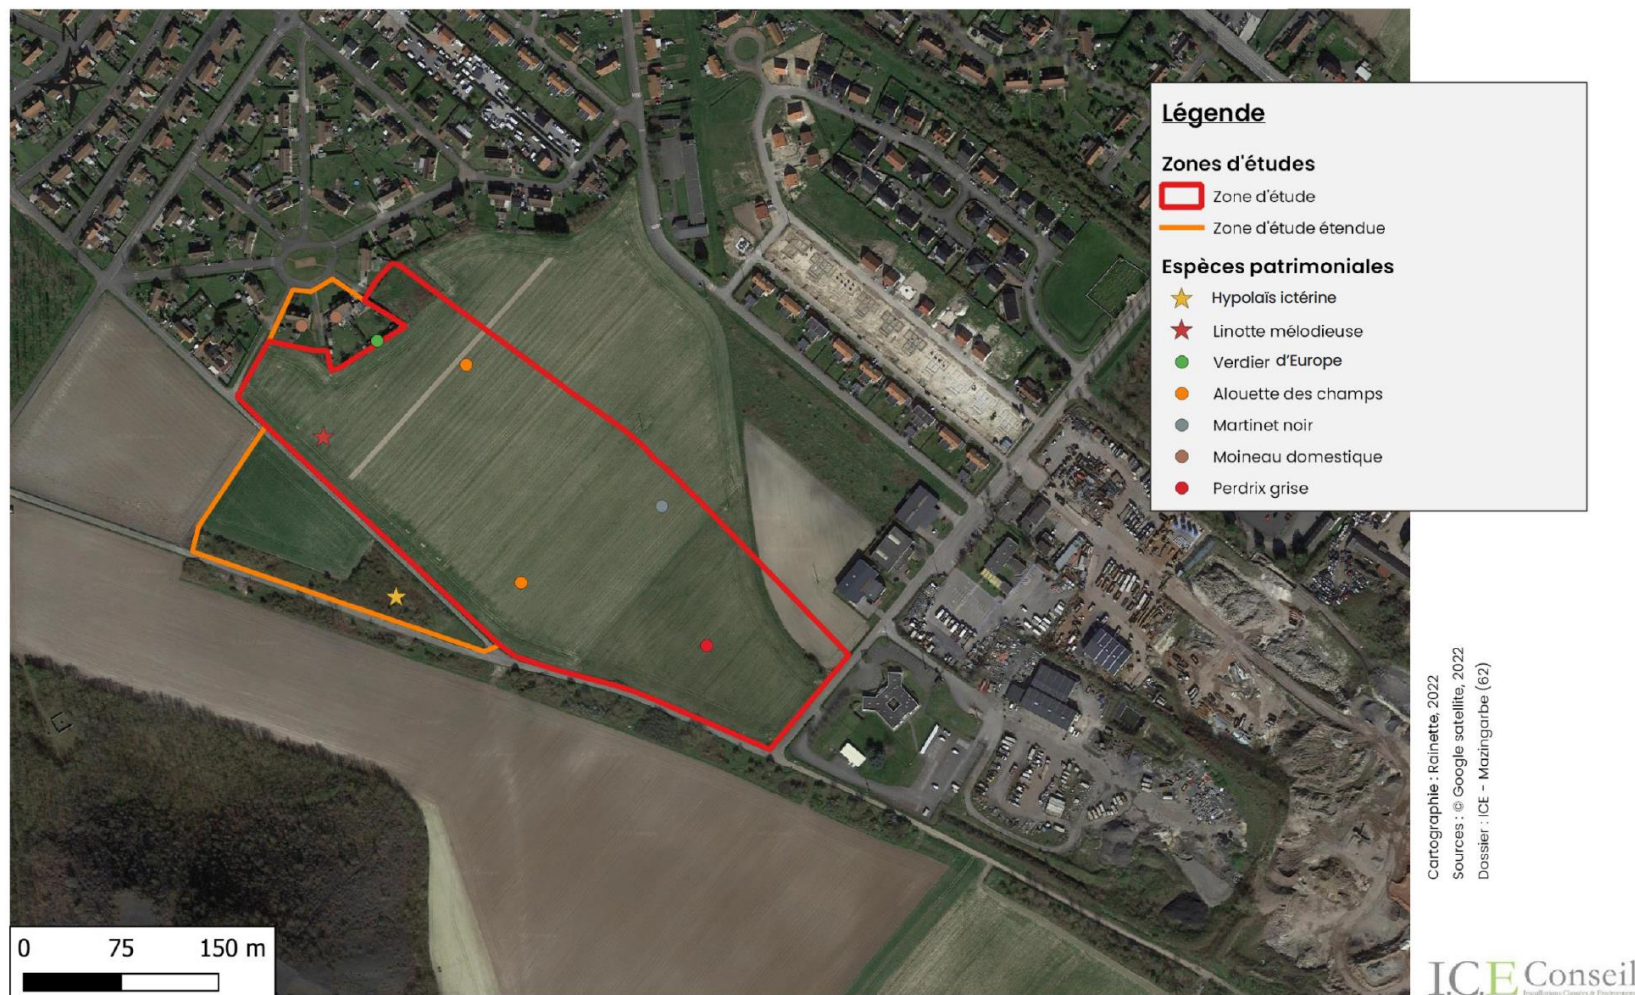 N
Légende
Zones d'études
Zone d'étude
Zone d'étude étendue
Espèces patrimoniales
Hypolaïs ictérine
Linotte mélodieuse
Verdier d'Europe
Alouette des champs
Martinet noir
Moineau domestique
Perdrix grise
Cartographie : Rainette, 2022
Sources : © Google satellite, 2022
Dossier : ICE - Mazingarbe (62)
0 75 150 m
I.C.E Conseil